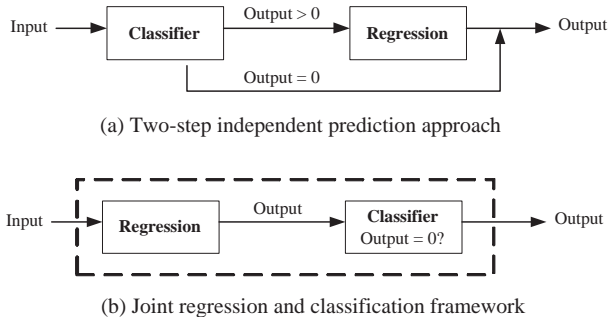 Input
Classifier
Output > 0
Regression
Output
Output = 0
(a) Two-step independent prediction approach
Input
Regression
Output
Classifier
Output = 0?
Output
(b) Joint regression and classification framework